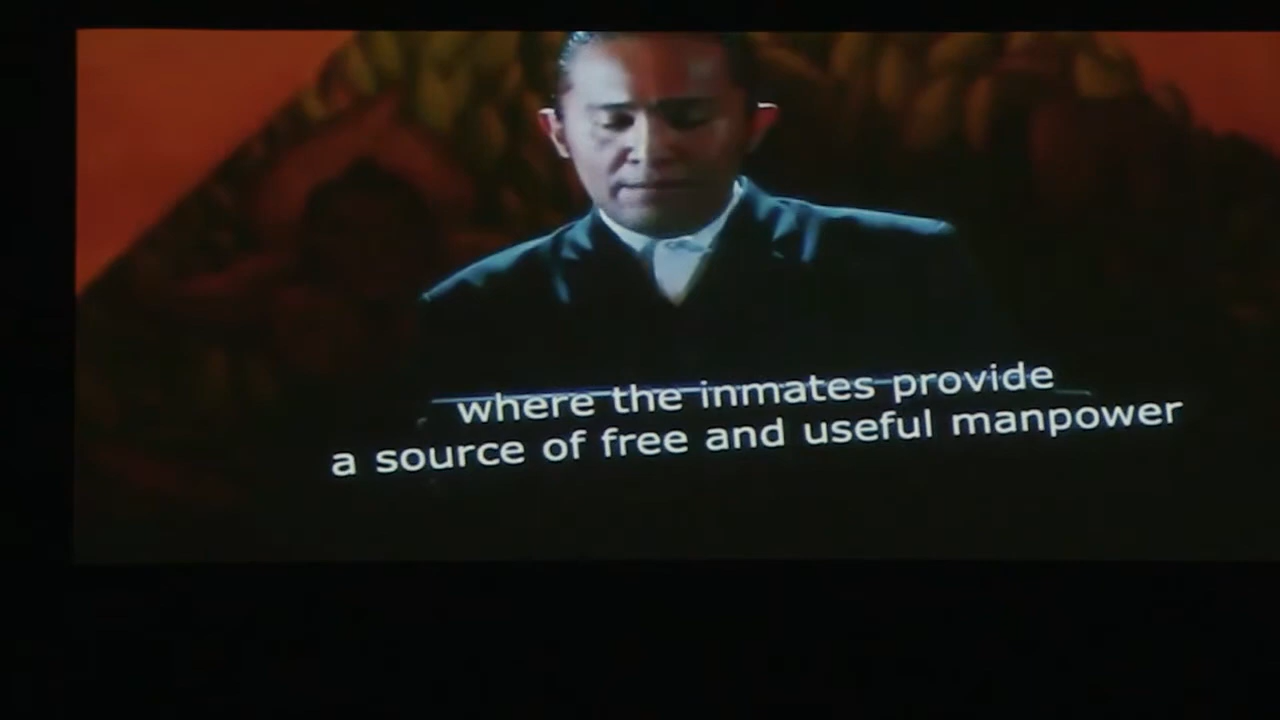 where the inmates provide
a source of free and useful manpower